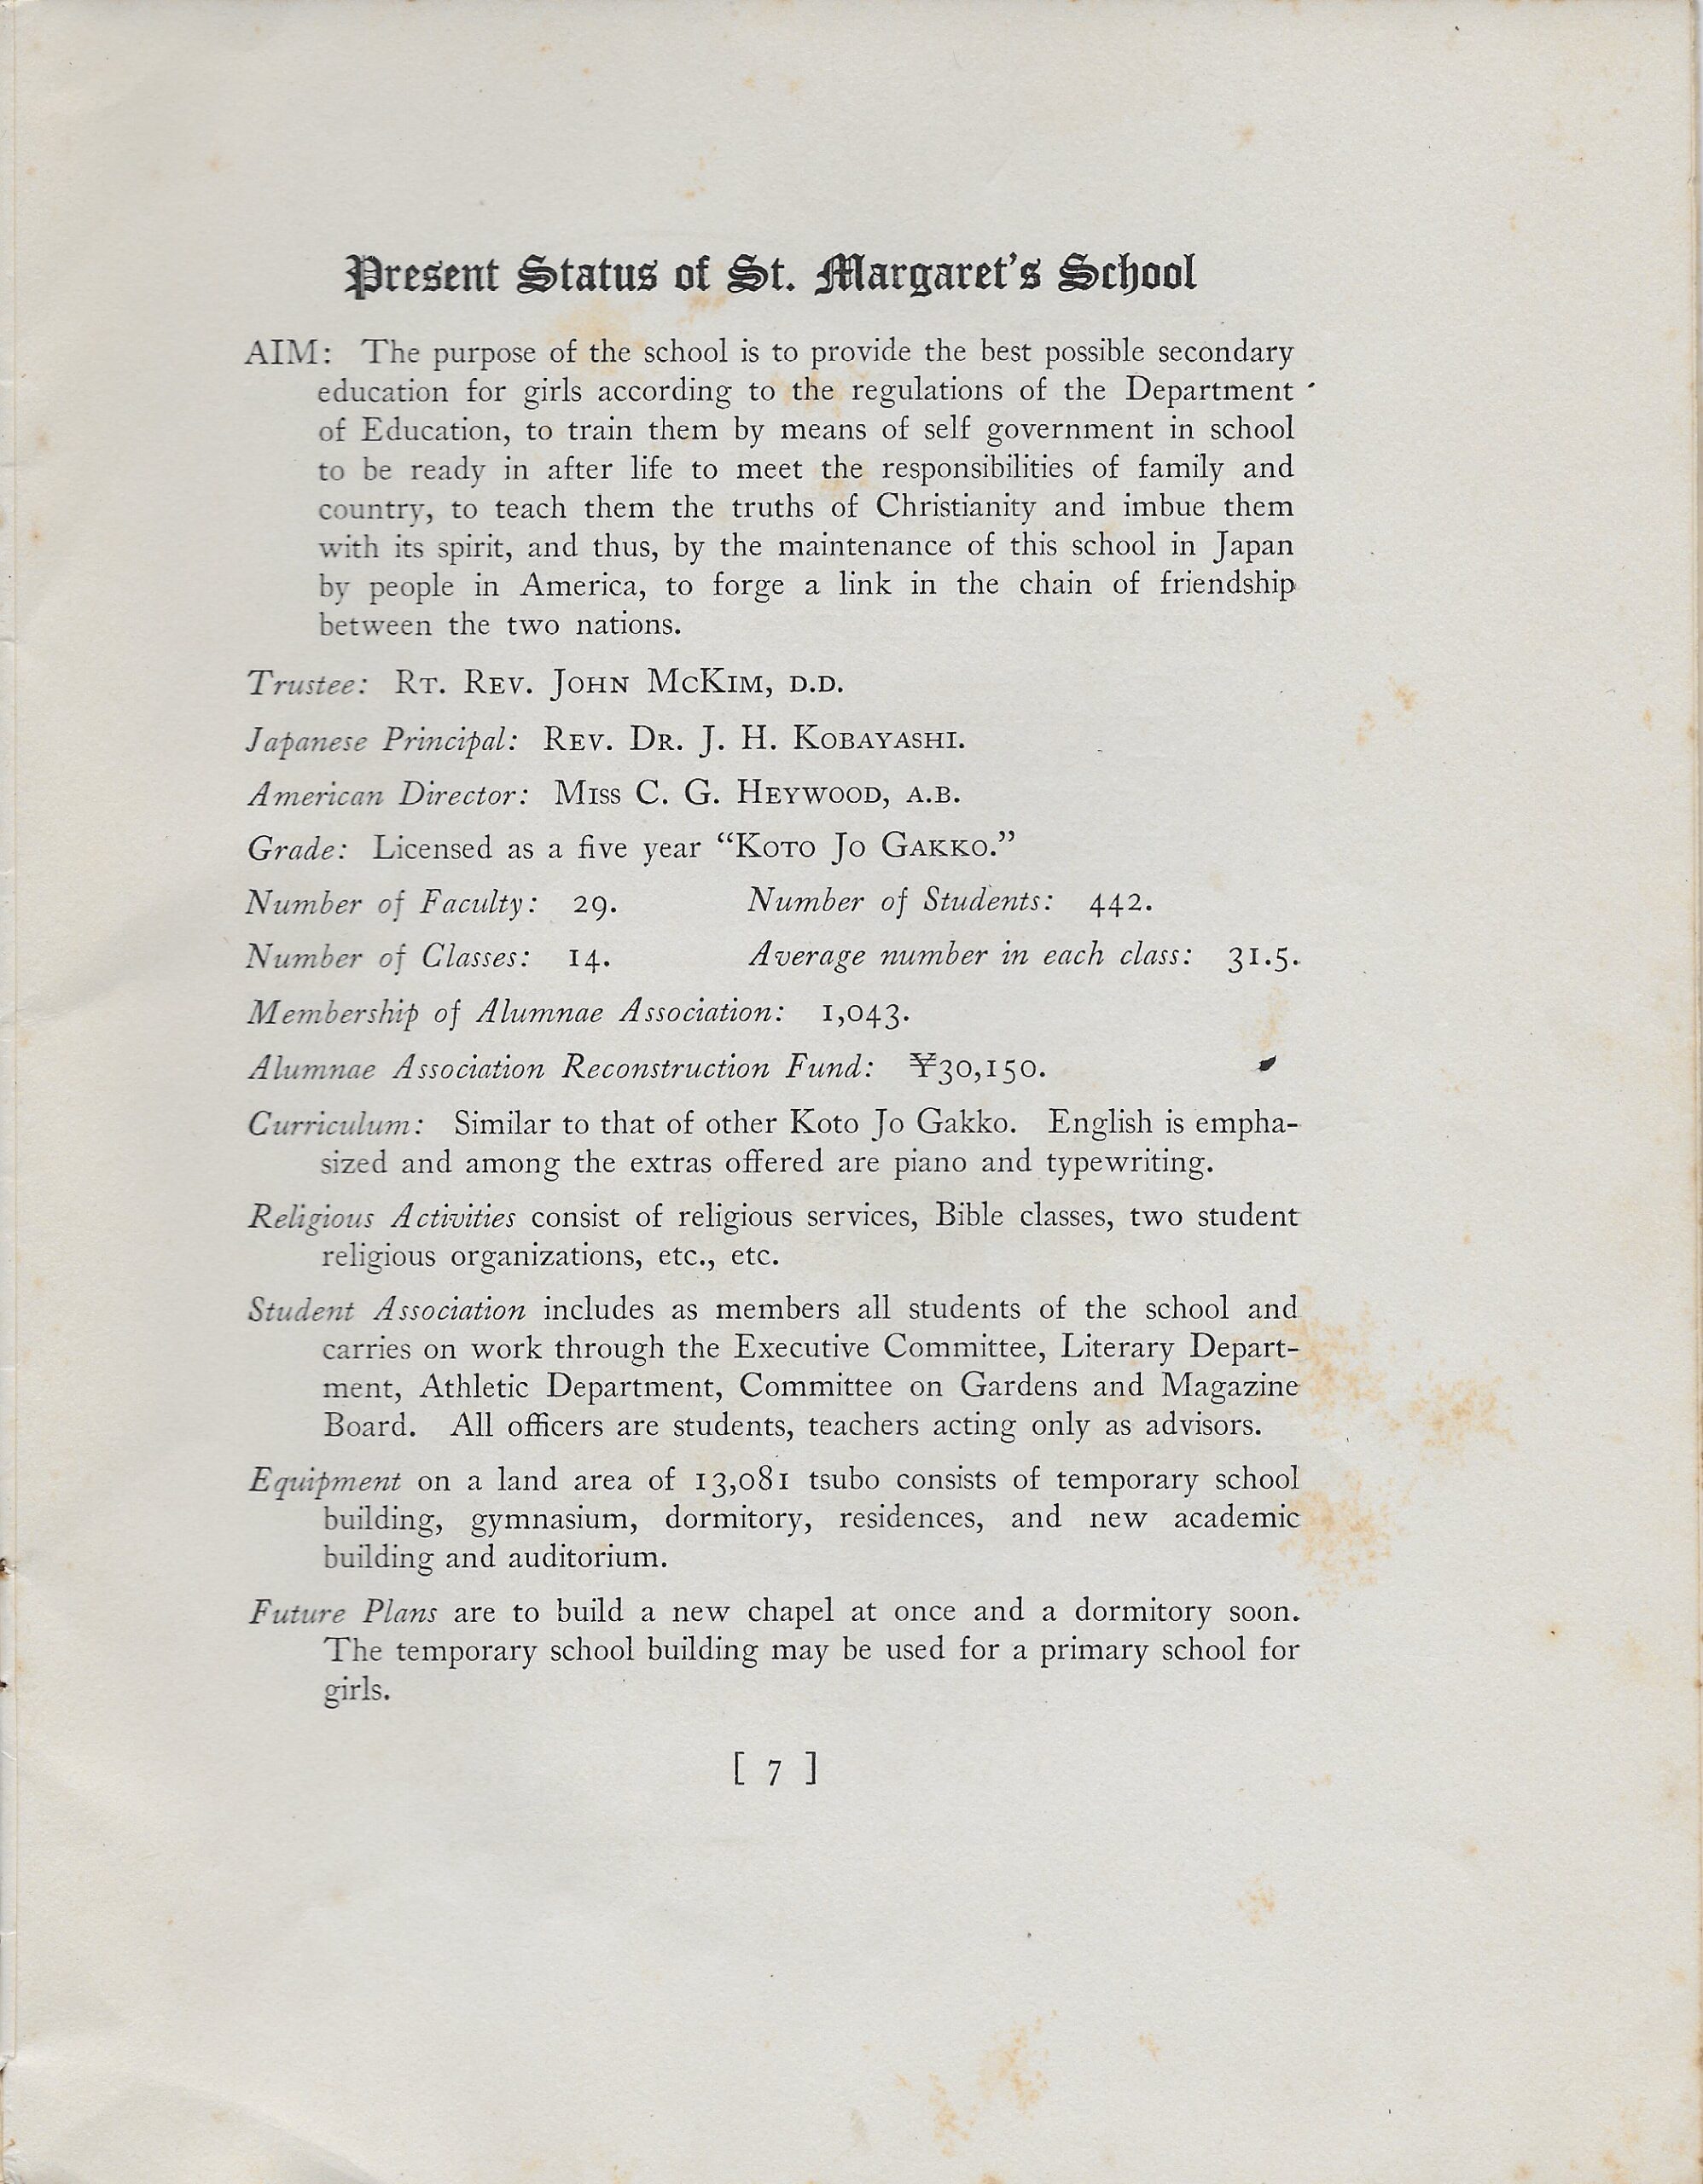 Present Status of St. Margaret's School
AIM: The purpose of the school is to provide the best possible secondary
education for girls according to the regulations of the Department
of Education, to train them by means of self government in school
to be ready in after life to meet the responsibilities of family and
country, to teach them the truths of Christianity and imbue them
with its spirit, and thus, by the maintenance of this school in Japan
by people in America, to forge a link in the chain of friendship
between the two nations.
Trustee: RT. REV. JOHN MCKIM, D.D.
Japanese Principal: REV. DR. J. H. KOBAYASHI.
American Director: MISS C. G. HEYWOOD, A.B.
Grade: Licensed as a five year “KOTO JO GAKKO.”
Number of Faculty: 29. Number of Students: 442.
Number of Classes: 14. Average number in each class: 31.5.
Membership of Alumnae Association: 1,043.
Alumnae Association Reconstruction Fund: ¥30,150.
Curriculum: Similar to that of other Koto Jo Gakko. English is empha-
sized and among the extras offered are piano and typewriting.
Religious Activities consist of religious services, Bible classes, two student
religious organizations, etc., etc.
Student Association includes as members all students of the school and
carries on work through the Executive Committee, Literary Depart-
ment, Athletic Department, Committee on Gardens and Magazine
Board. All officers are students, teachers acting only as advisors.
Equipment on a land area of 13,081 tsubo consists of temporary school
building, gymnasium, dormitory, residences, and new academic
building and auditorium.
Future Plans are to build a new chapel at once and a dormitory soon.
The temporary school building may be used for a primary school for
girls.
[ 7 ]